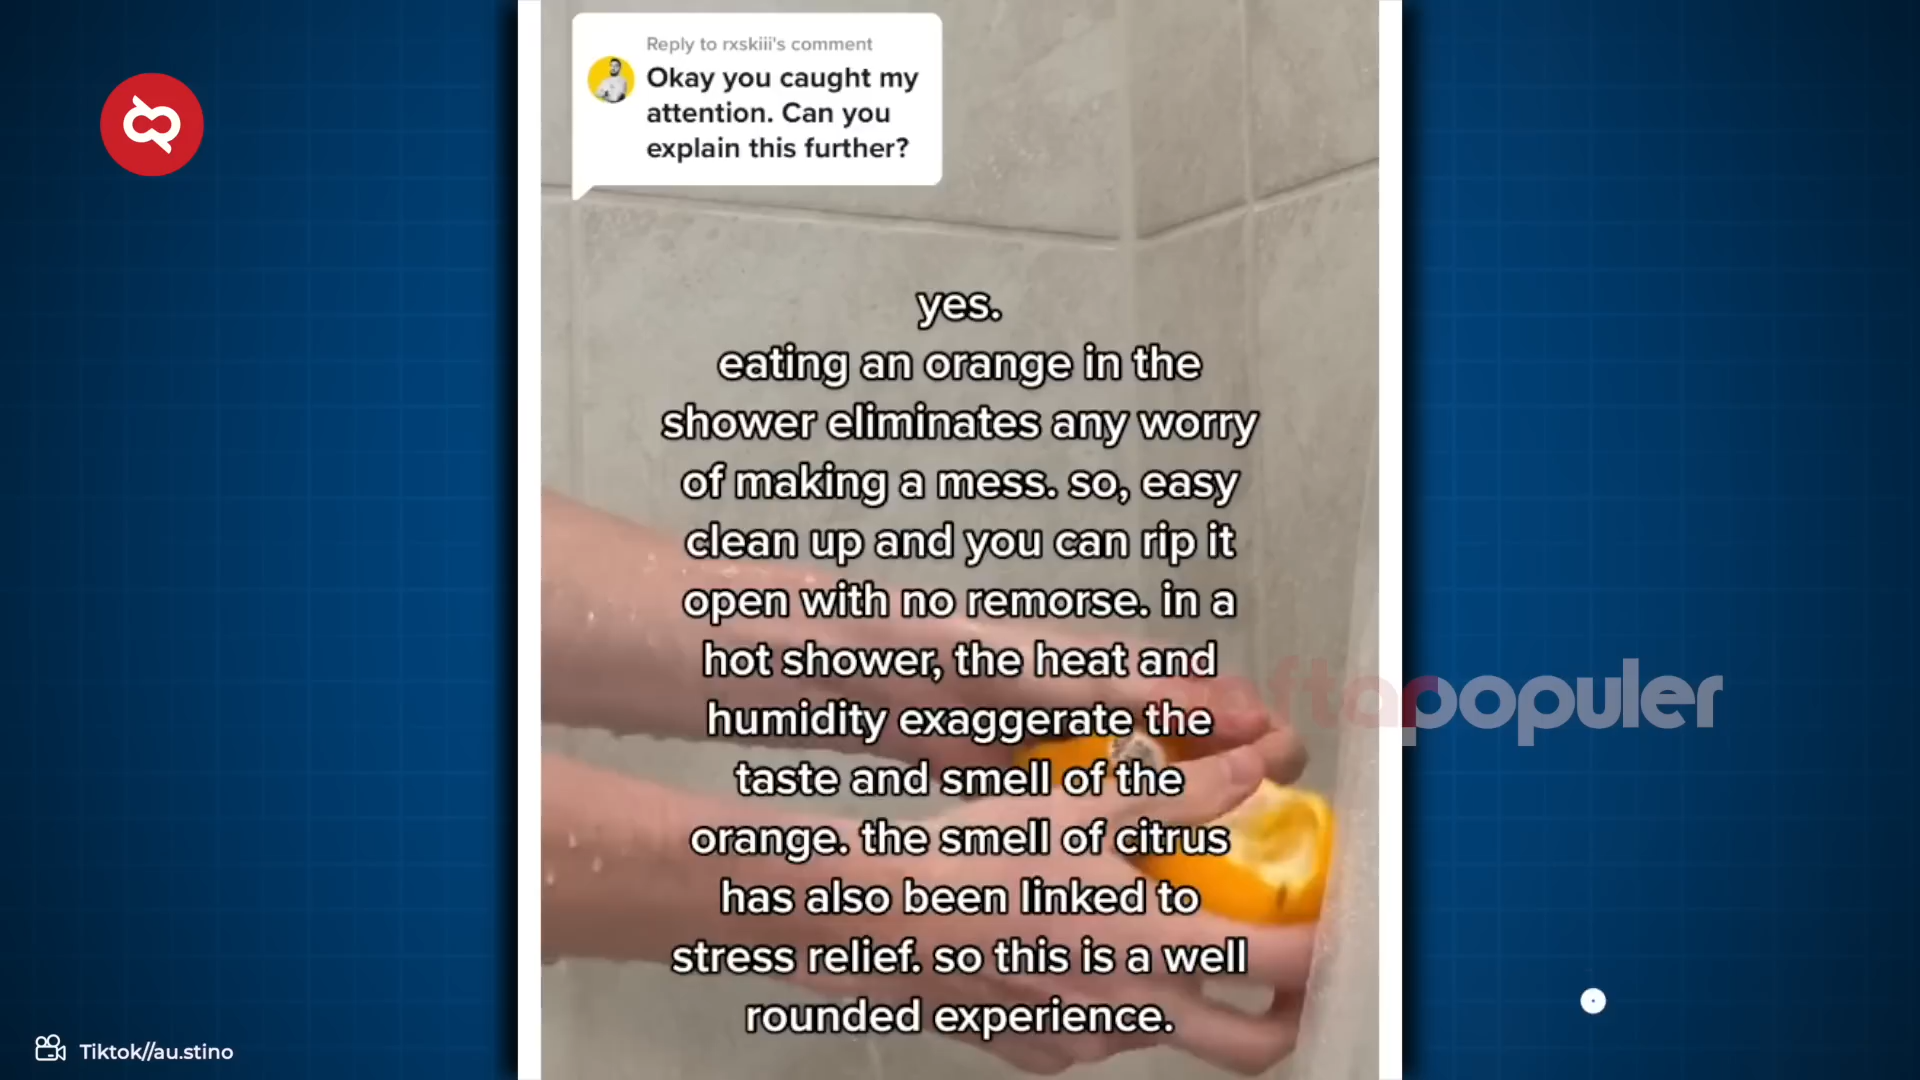 Reply to rxskiii's comment
Okay you caught my
attention. Can you
explain this further?
yes.
eating an orange in the
shower eliminates any worry
of making a mess. so, easy
clean up and you can rip it
open with no remorse. in a
hot shower, the heat and
humidity exaggerate the
taste and smell of the
orange. the smell of citrus
has also been linked to
stress relief. so this is a well
rounded experience.
populer
Tiktok//au.stino